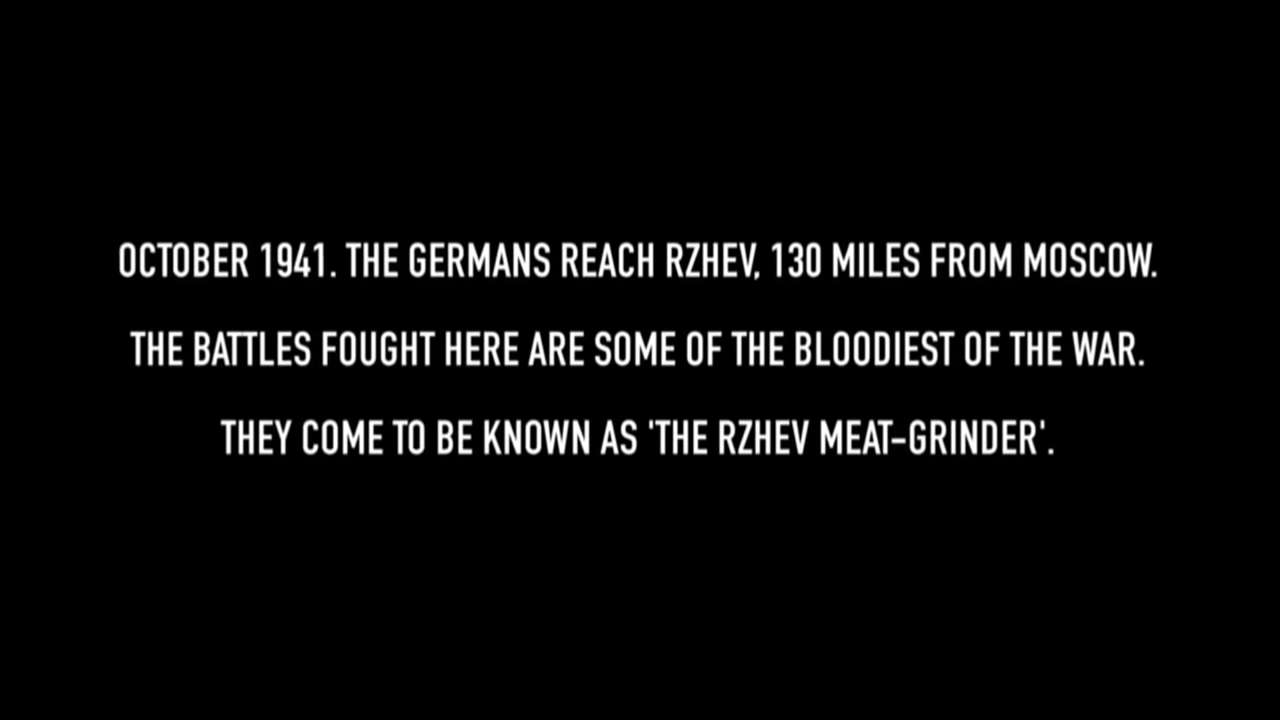 OCTOBER 1941. THE GERMANS REACH RZHEV, 130 MILES FROM MOSCOW.
THE BATTLES FOUGHT HERE ARE SOME OF THE BLOODIEST OF THE WAR.
THEY COME TO BE KNOWN AS 'THE RZHEV MEAT-GRINDER'.